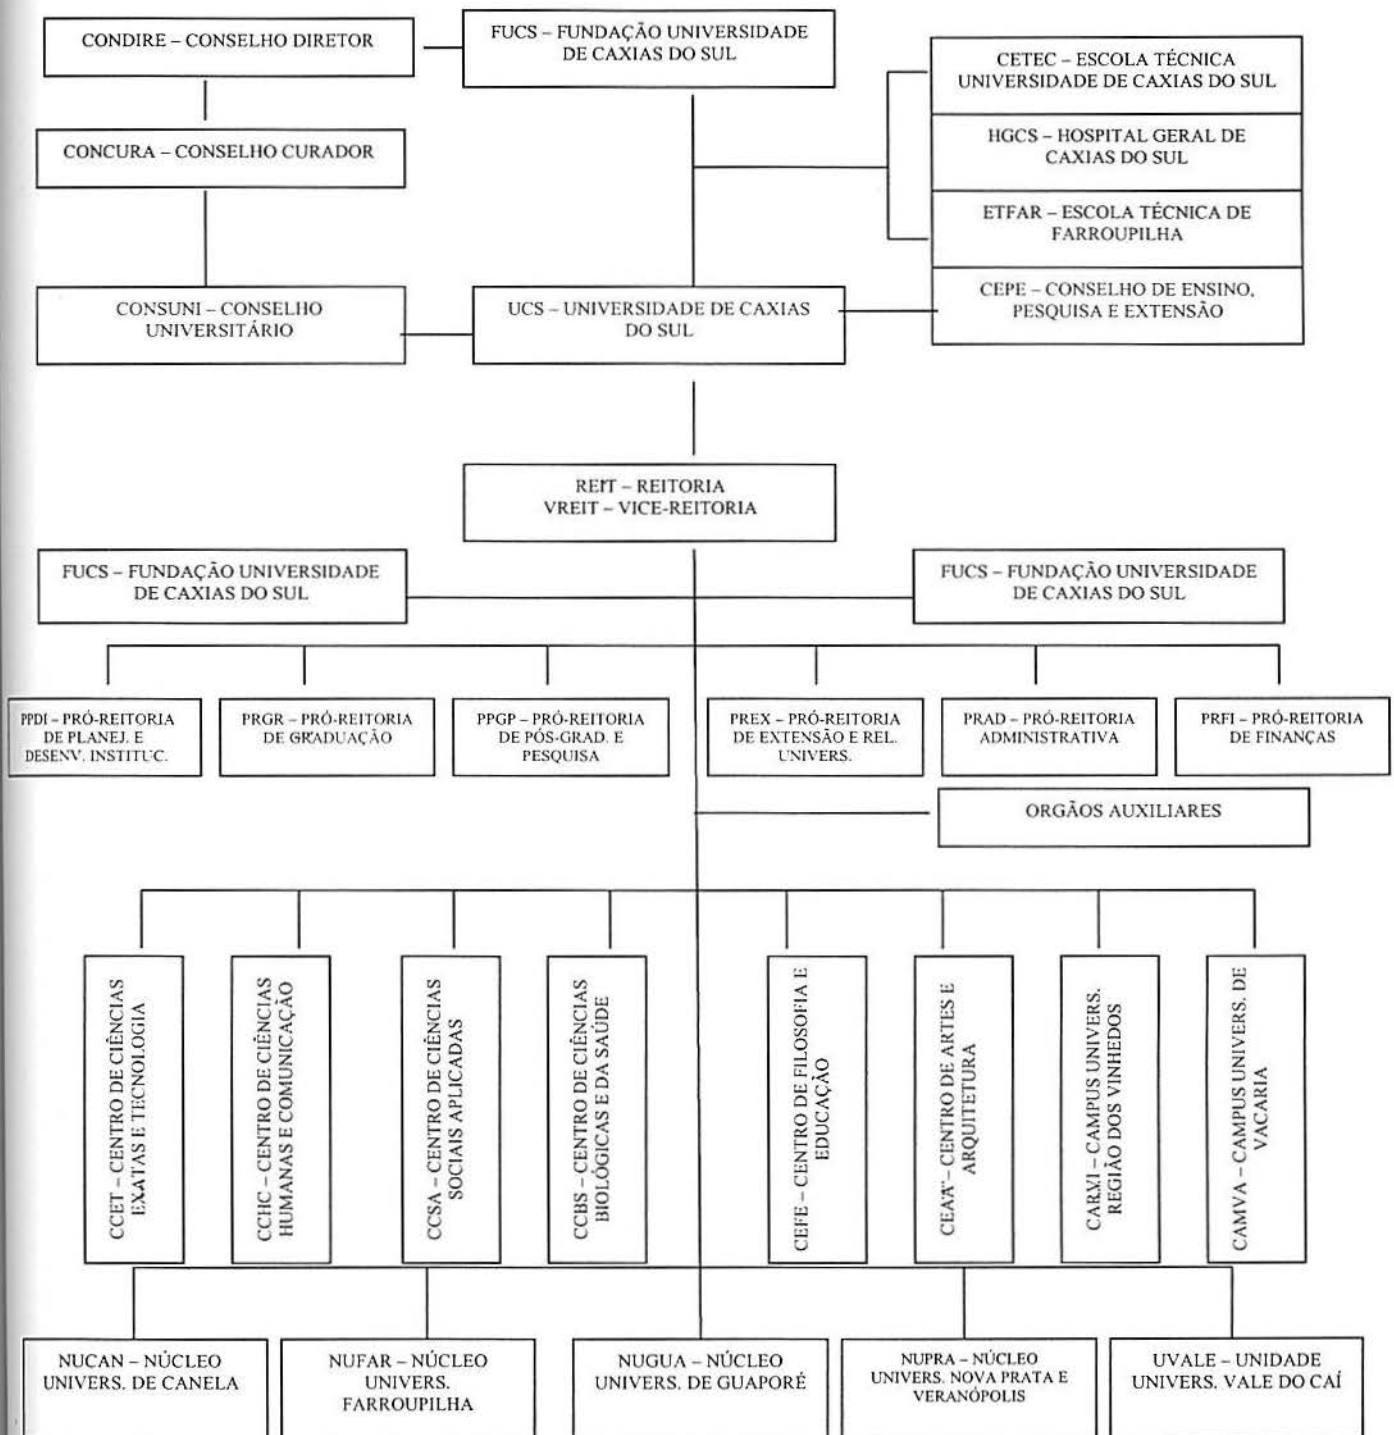 CONDIRE – CONSELHO DIRETOR
FUCS – FUNDAÇÃO UNIVERSIDADE
DE CAXIAS DO SUL
CETEC – ESCOLA TÉCNICA
UNIVERSIDADE DE CAXIAS DO SUL
CONCURA – CONSELHO CURADOR
HGCS – HOSPITAL GERAL DE
CAXIAS DO SUL
ETFAR – ESCOLA TÉCNICA DE
FARROUPILHA
CONSUNI – CONSELHO
UNIVERSITÁRIO
UCS – UNIVERSIDADE DE CAXIAS
DO SUL
CEPE – CONSELHO DE ENSINO,
PESQUISA E EXTENSÃO
REIT – REITORIA
VREIT – VICE-REITORIA
FUCS – FUNDAÇÃO UNIVERSIDADE
DE CAXIAS DO SUL
FUCS – FUNDAÇÃO UNIVERSIDADE
DE CAXIAS DO SUL
PPDI – PRÓ-REITORIA
DE PLANEJ. E
DESENV. INSTITUC.
PRGR – PRÓ-REITORIA
DE GRADUAÇÃO
PPGP – PRÓ-REITORIA
DE PÓS-GRAD. E
PESQUISA
PREX – PRÓ-REITORIA
DE EXTENSÃO E REL.
UNIVERS.
PRAD – PRÓ-REITORIA
ADMINISTRATIVA
PRFI – PRÓ-REITORIA
DE FINANÇAS
ORGÃOS AUXILIARES
CCET – CENTRO DE CIÊNCIAS
EXATAS E TECNOLOGIA
CCHC – CENTRO DE CIÊNCIAS
HUMANAS E COMUNICAÇÃO
CCSA – CENTRO DE CIÊNCIAS
SOCIAIS APLICADAS
CCBS – CENTRO DE CIÊNCIAS
BIOLÓGICAS E DA SAÚDE
CEFE – CENTRO DE FILOSOFIA E
EDUCAÇÃO
CEAA – CENTRO DE ARTES E
ARQUITETURA
CARVI – CAMPUS UNIVERS.
REGIÃO DOS VINHEDOS
CAMVA – CAMPUS UNIVERS. DE
VACARIA
NUCAN – NÚCLEO
UNIVERS. DE CANELA
NUFAR – NÚCLEO
UNIVERS.
FARROUPILHA
NUGUA – NÚCLEO
UNIVERS. DE GUAPORÉ
NUPRA – NÚCLEO
UNIVERS. NOVA PRATA E
VERANÓPOLIS
UVALE – UNIDADE
UNIVERS. VALE DO CAÍ